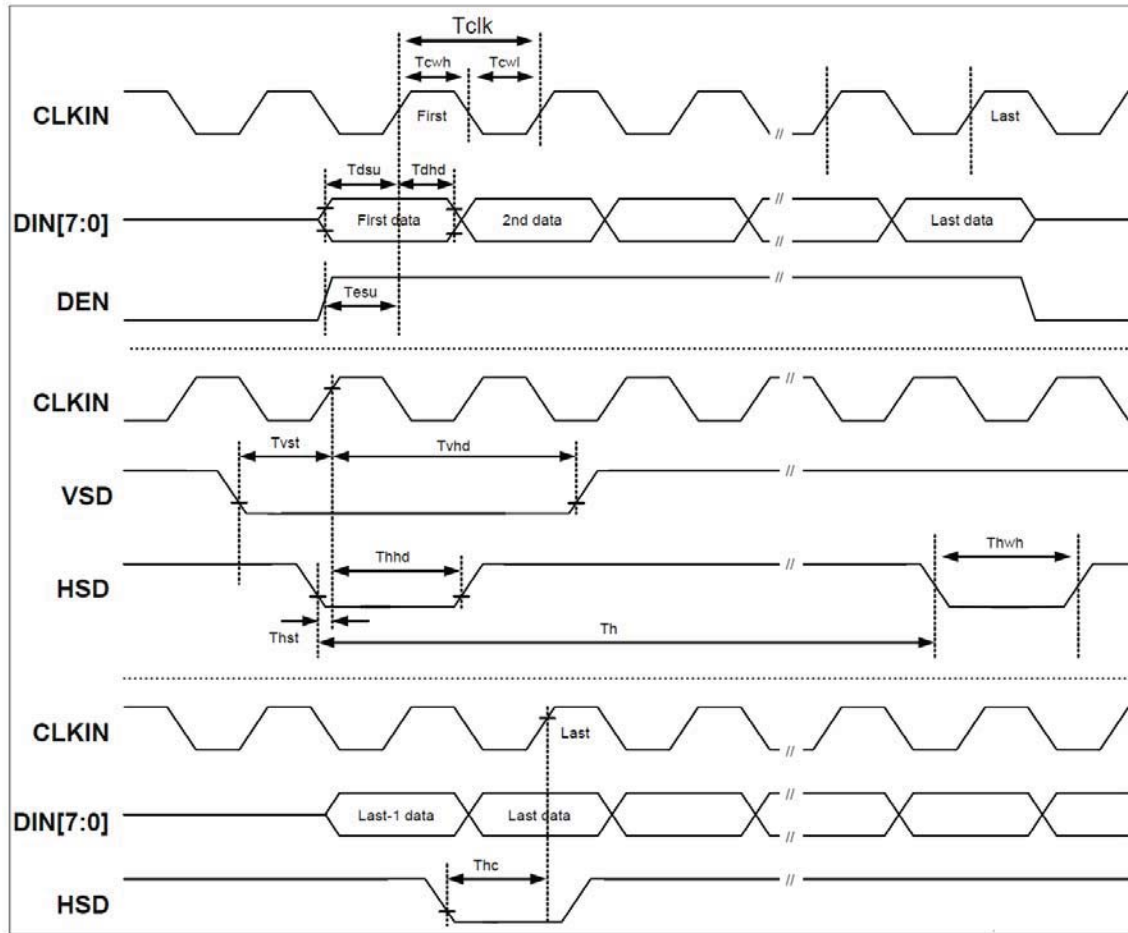 Tclk
Tcwh
Tcwl
CLKIN
First
//
Last
Tdsu
Tdhd
//
DIN[7:0]
First data
2nd data
Last data
//
//
DEN
Tesu
CLKIN
//
Tvst
Tvhd
VSD
//
HSD
Thhd
//
Thwh
Thst
Th
CLKIN
Last
//
//
DIN[7:0]
Last-1 data
Last data
//
Thc
HSD
//